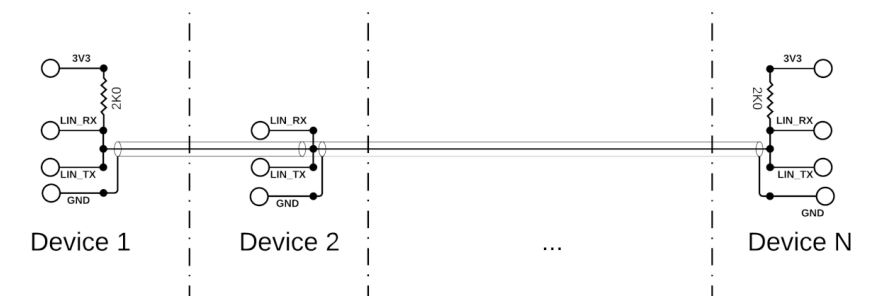 3V3
2K0
LIN_RX
LIN_TX
GND
Device 1
LIN_RX
LIN_TX
GND
Device 2
...
3V3
2K0
LIN_RX
LIN_TX
GND
Device N